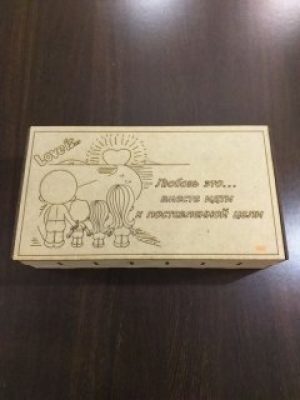 Love is...
Любовь это...
вместе идти
к поставленной цели